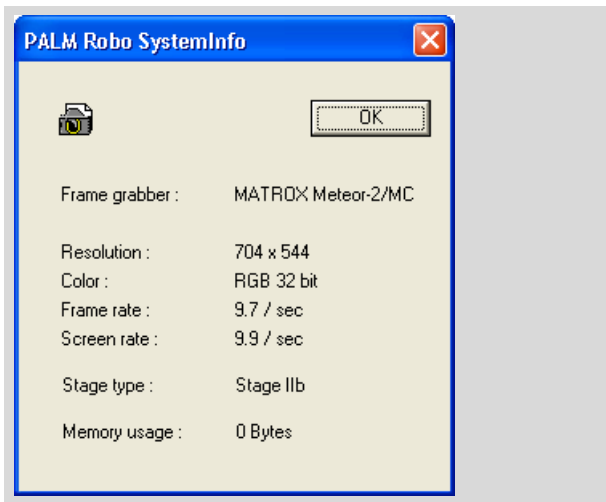 PALM Robo SystemInfo
OK
Frame grabber : MATROX Meteor-2/MC
Resolution : 704 x 544
Color : RGB 32 bit
Frame rate : 9.7 / sec
Screen rate : 9.9 / sec
Stage type : Stage IIb
Memory usage : 0 Bytes